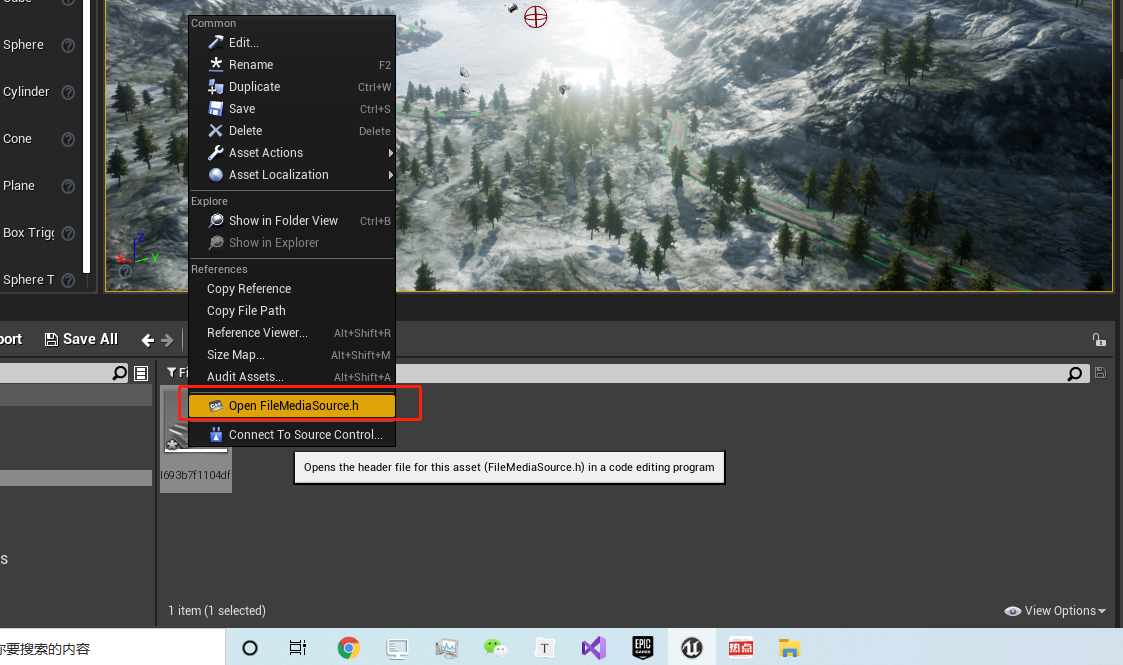 Common
Edit...
Rename F2
Duplicate Ctrl+W
Save Ctrl+S
Delete Delete
Asset Actions
Asset Localization
Explore
Show in Folder View Ctrl+B
Show in Explorer
References
Copy Reference
Copy File Path
Reference Viewer... Alt+Shift+R
Size Map... Alt+Shift+M
Audit Assets... Alt+Shift+A
Open FileMediaSource.h
Connect To Source Control...
Opens the header file for this asset (FileMediaSource.h) in a code editing program
Sphere
Cylinder
Cone
Plane
Box Trigg
Sphere T
X
Z
Y
port
Save All
Fi
l693b7f1104df
s
1 item (1 selected)
View Options
要搜索的内容
T
EPIC
GAMES
热点